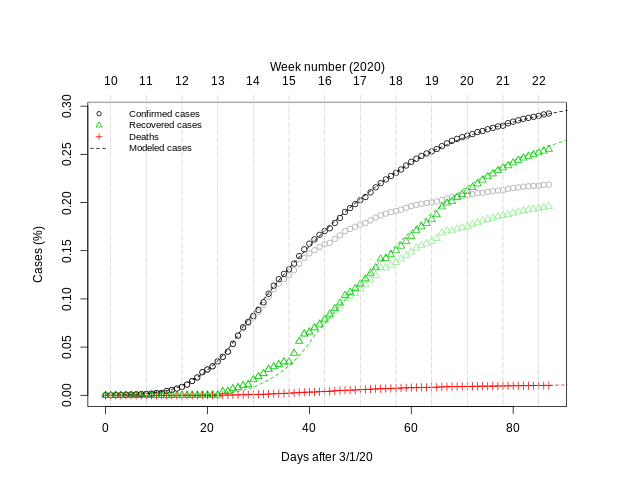 Week number (2020)
10 11 12 13 14 15 16 17 18 19 20 21 22
Confirmed cases
Recovered cases
Deaths
Modeled cases
Cases (%)
0.30
0.25
0.20
0.15
0.10
0.05
0.00
0 20 40 60 80
Days after 3/1/20